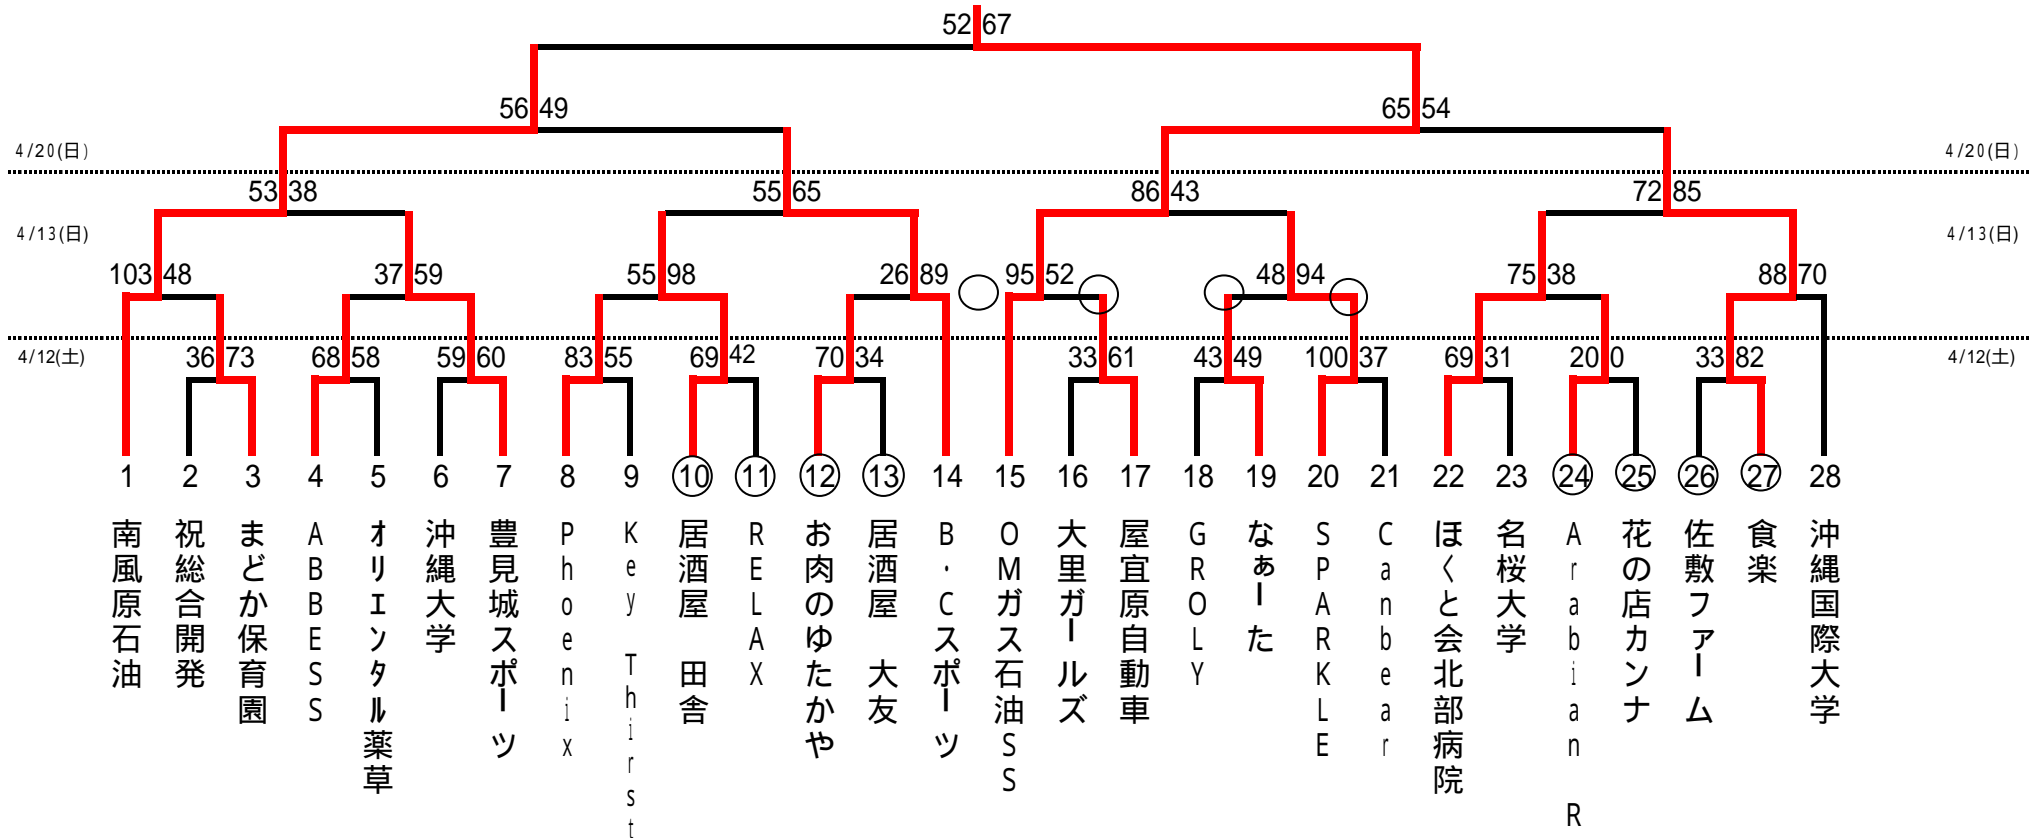 52 67
56 49 65 54
4/20(日) 4/20(日)
53 38 55 65 86 43 72 85
4/13(日) 4/13(日)
103 48 37 59 55 98 26 89 95 52 48 94 75 38 88 70
4/12(土) 36 73 68 58 59 60 83 55 69 42 70 34 33 61 43 49 100 37 69 31 20 0 33 82 4/12(土)
1 2 3 4 5 6 7 8 9 10 11 12 13 14 15 16 17 18 19 20 21 22 23 24 25 26 27 28
南風原石油
祝総合開発
まどか保育園
ABBESS
オリエンタル薬草
沖縄大学
豊見城スポーツ
Phoenix
Key Thirst
居酒屋 田舎
RELAX
お肉のゆたかや
居酒屋 大友
B・Cスポーツ
OMガス石油SS
大里ガールズ
屋宜原自動車
GROLY
なぁーた
SPARKLE
Canbear
ほくと会北部病院
名桜大学
Arabian R
花の店カンナ
佐敷ファーム
食楽
沖縄国際大学